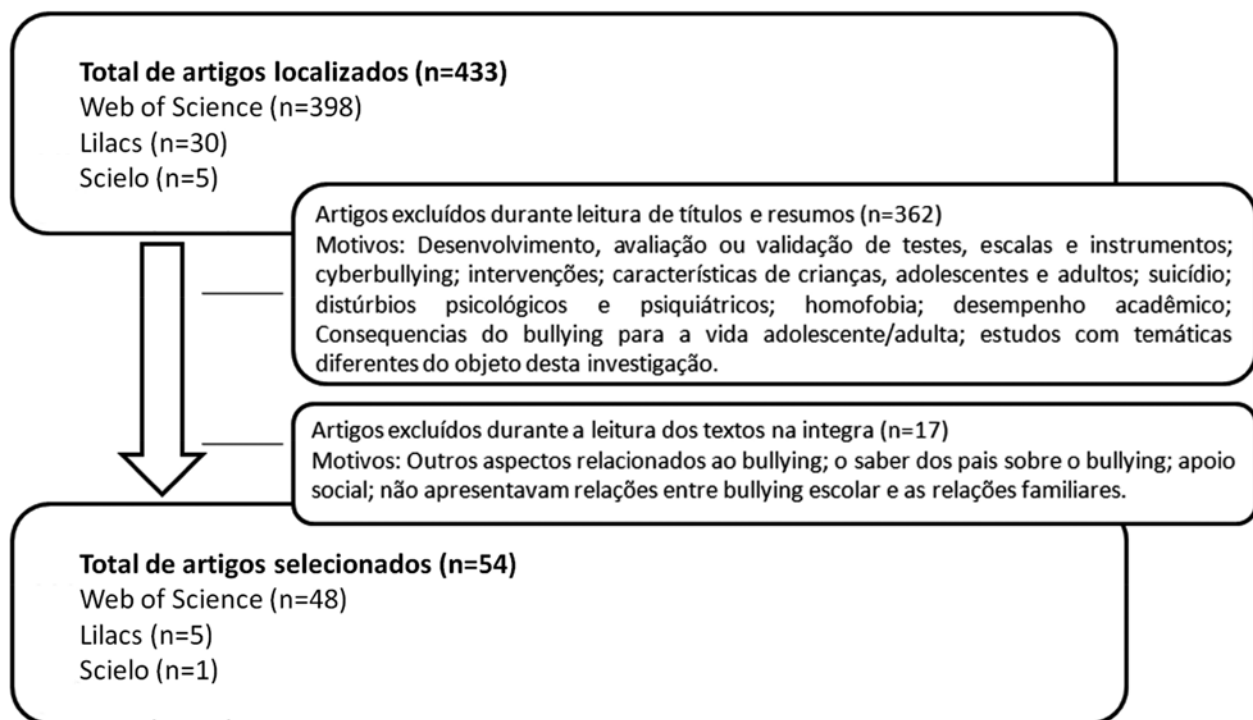 Total de artigos localizados (n=433)
Web of Science (n=398)
Lilacs (n=30)
Scielo (n=5)
Artigos excluídos durante leitura de títulos e resumos (n=362)
Motivos: Desenvolvimento, avaliação ou validação de testes, escalas e instrumentos;
cyberbullying; intervenções; características de crianças, adolescentes e adultos; suicídio;
distúrbios psicológicos e psiquiátricos; homofobia; desempenho acadêmico;
Consequencias do bullying para a vida adolescente/adulta; estudos com temáticas
diferentes do objeto desta investigação.
Artigos excluídos durante a leitura dos textos na integra (n=17)
Motivos: Outros aspectos relacionados ao bullying; o saber dos pais sobre o bullying; apoio
social; não apresentavam relações entre bullying escolar e as relações familiares.
Total de artigos selecionados (n=54)
Web of Science (n=48)
Lilacs (n=5)
Scielo (n=1)